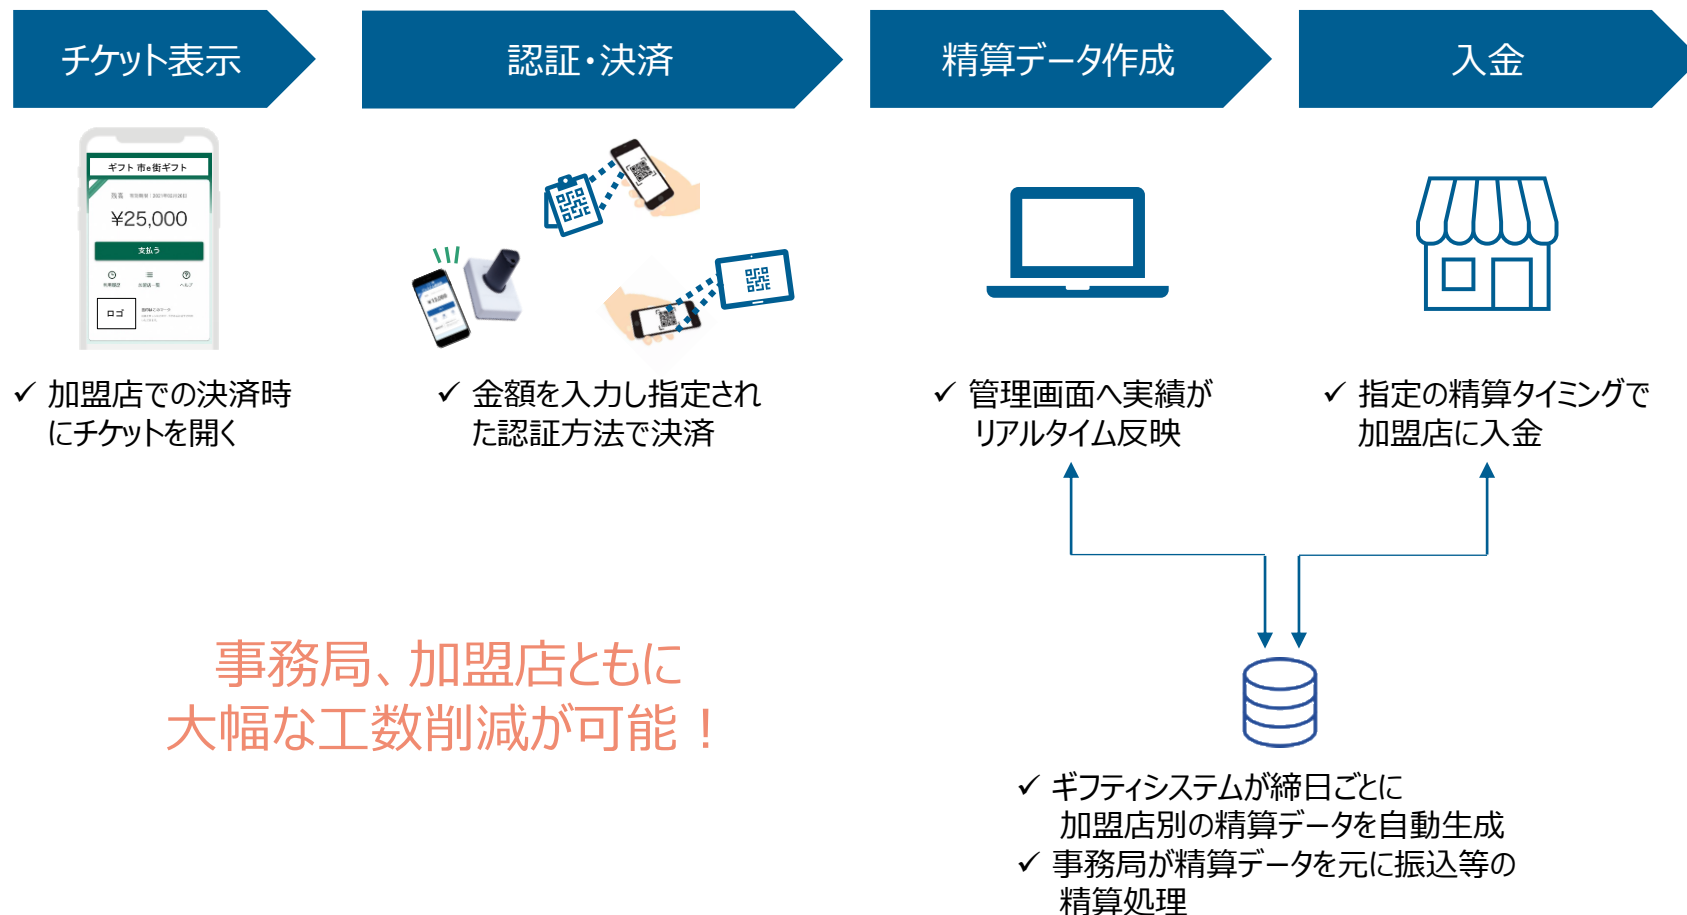 チケット表示
認証・決済
精算データ作成
入金
ギフト 市e街ギフト
残高
¥25,000
支払う
ヘルプ
ロゴ
¥15,000
✓ 加盟店での決済時
にチケットを開く
✓ 金額を入力し指定され
た認証方法で決済
✓ 管理画面へ実績が
リアルタイム反映
✓ 指定の精算タイミングで
加盟店に入金
事務局、加盟店ともに
大幅な工数削減が可能！
✓ ギフティシステムが締日ごとに
加盟店別の精算データを自動生成
✓ 事務局が精算データを元に振込等の
精算処理